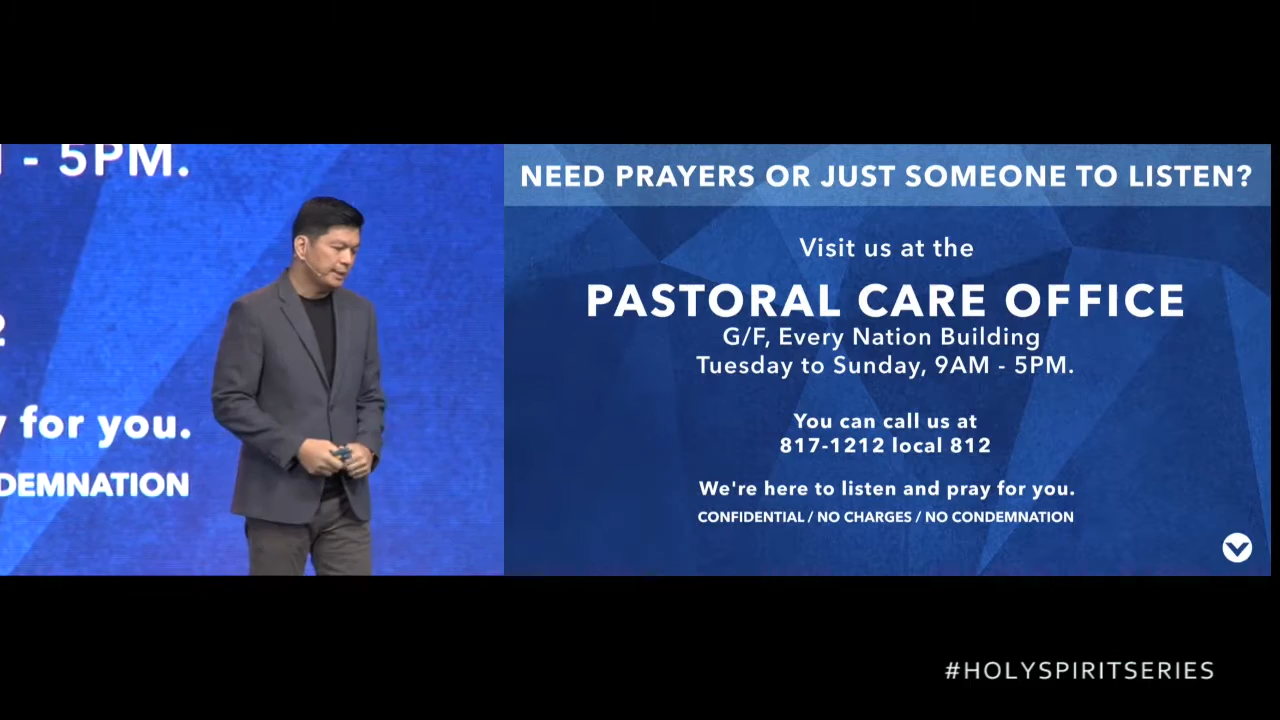 - 5PM.
2
for you.
DEMNATION
NEED PRAYERS OR JUST SOMEONE TO LISTEN?
Visit us at the
PASTORAL CARE OFFICE
G/F, Every Nation Building
Tuesday to Sunday, 9AM - 5PM.
You can call us at
817-1212 local 812
We're here to listen and pray for you.
CONFIDENTIAL / NO CHARGES / NO CONDEMNATION
#HOLYSPIRITSERIES